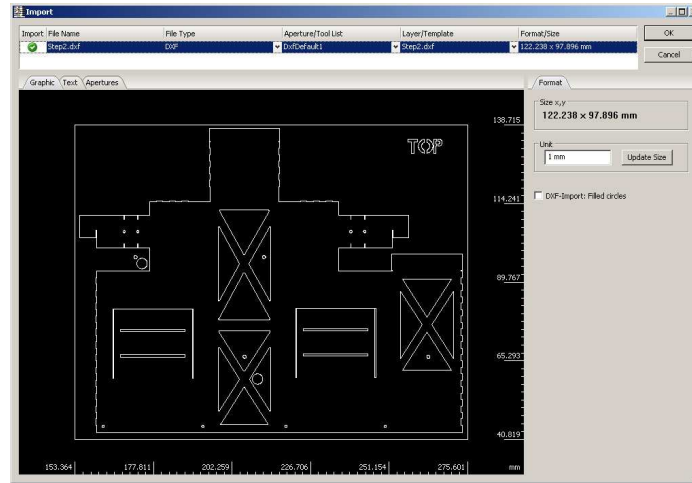 Import
Import File Name File Type Aperture/Tool List Layer/Template Format/Size
Step2.dxf DXF DxfDefault1 Step2.dxf 122.238 x 97.896 mm
OK
Cancel
Graphic Text Apertures
Format
Size x,y
122.238 x 97.896 mm
Unit
1 mm Update Size
DXF-Import: Filled circles
TOP
138.715
114.241
89.767
65.293
40.819
153.364 177.811 202.259 226.706 251.154 275.601 mm